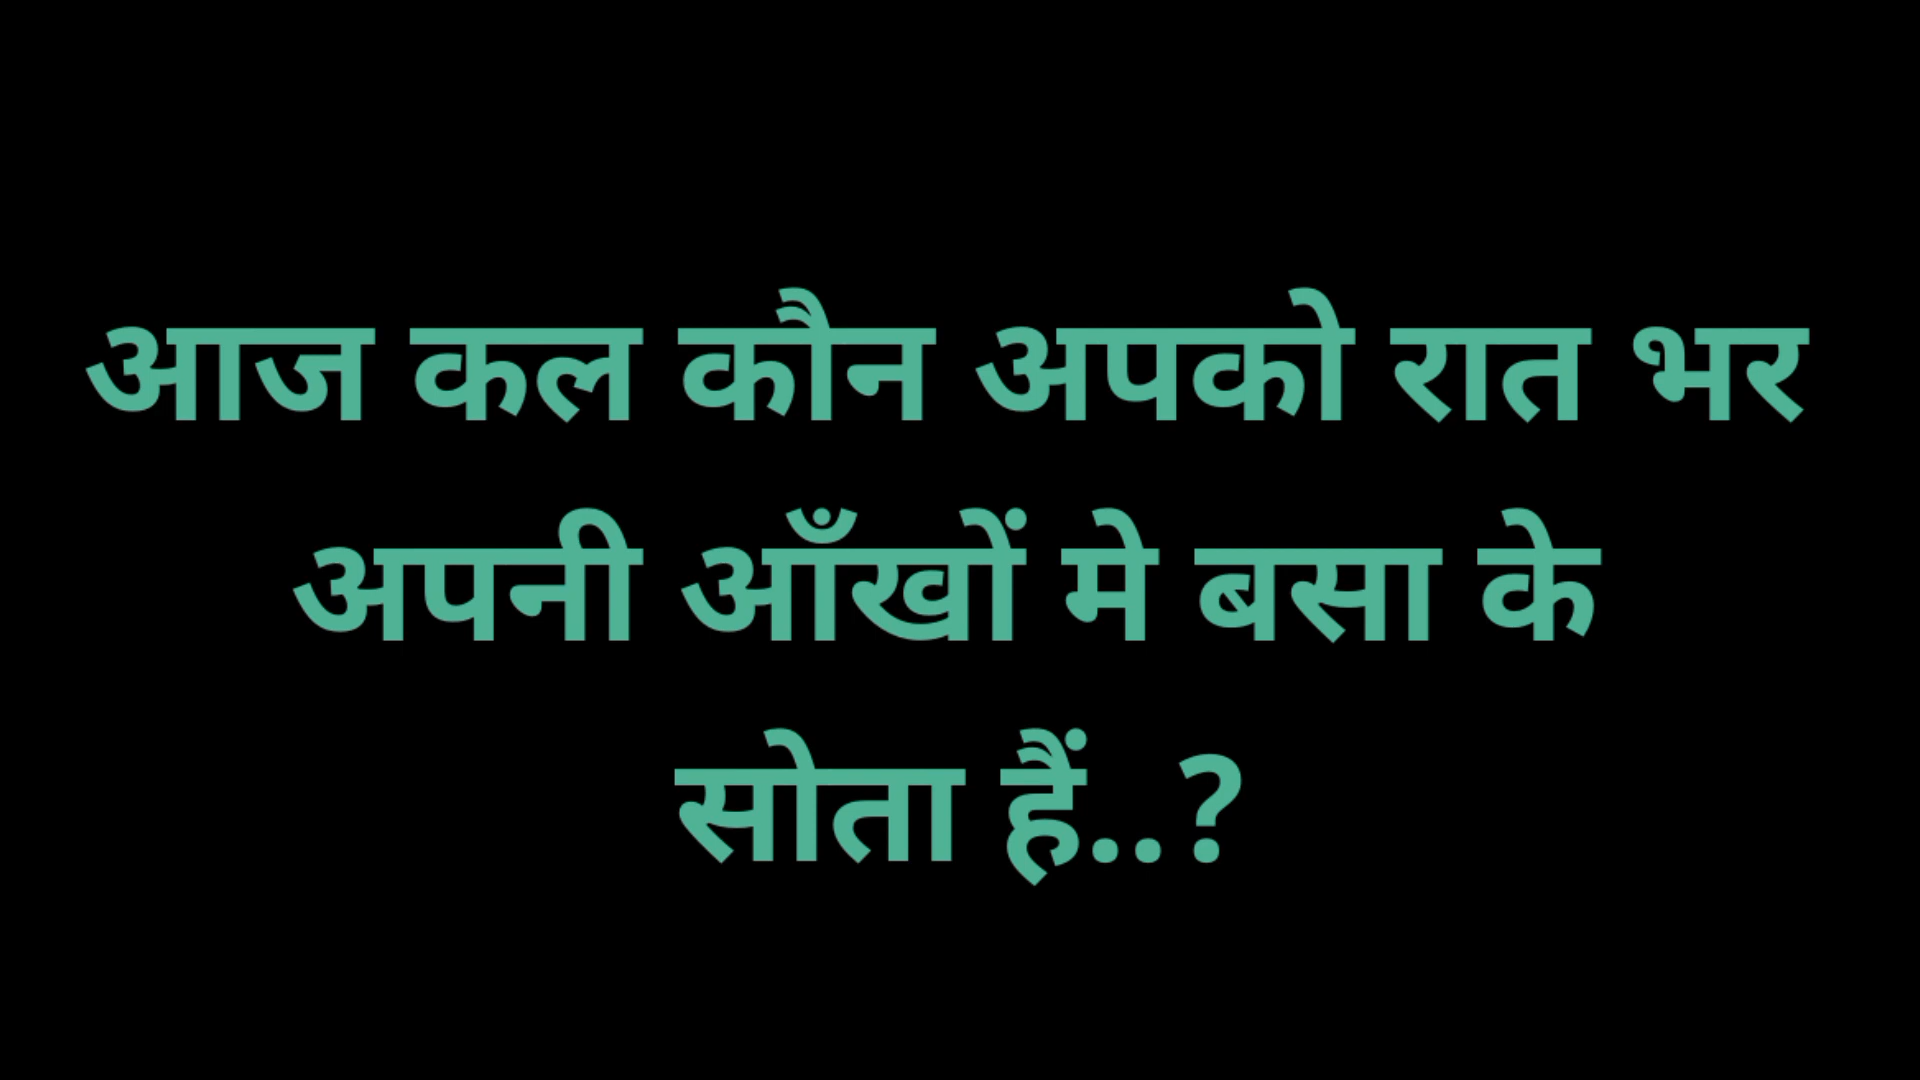 आज कल कौन अपको रात भर
अपनी आँखों मे बसा के
सोता हैं..?